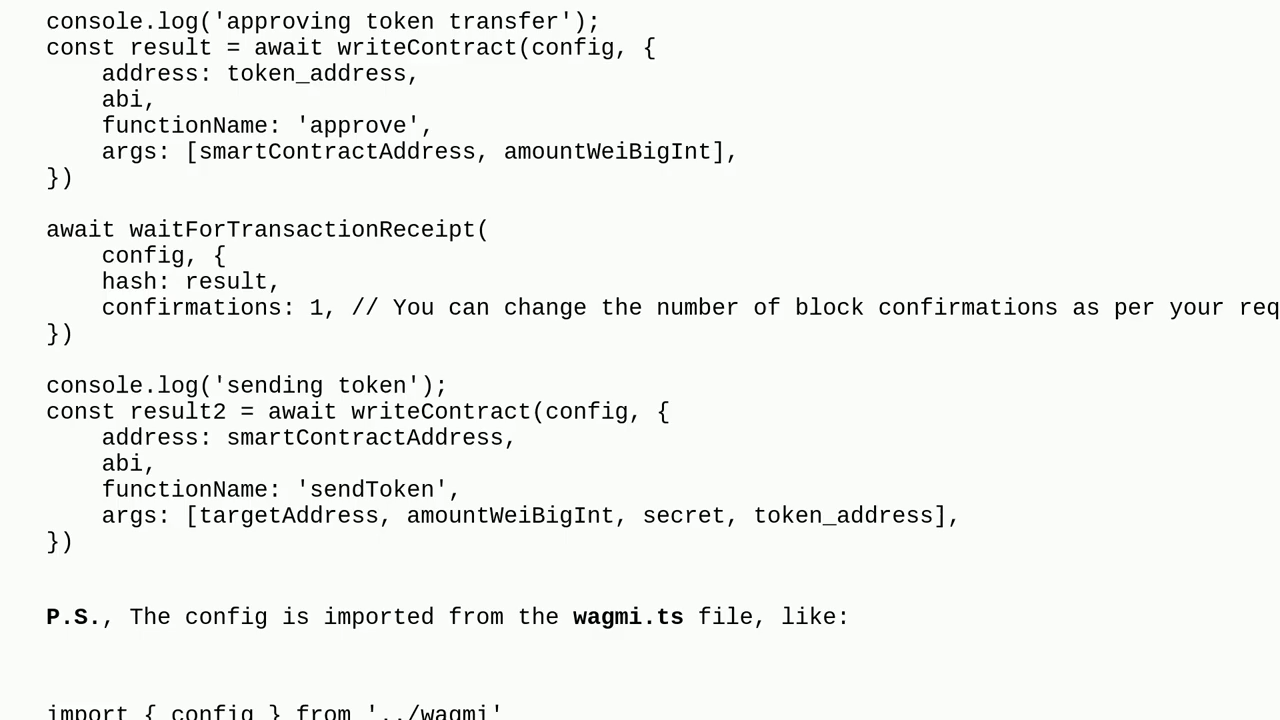 console.log('approving token transfer');
const result = await writeContract(config, {
    address: token_address,
    abi,
    functionName: 'approve',
    args: [smartContractAddress, amountWeiBigInt],
})
await waitForTransactionReceipt(
    config, {
    hash: result,
    confirmations: 1, // You can change the number of block confirmations as per your req
})
console.log('sending token');
const result2 = await writeContract(config, {
    address: smartContractAddress,
    abi,
    functionName: 'sendToken',
    args: [targetAddress, amountWeiBigInt, secret, token_address],
})
P.S., The config is imported from the wagmi.ts file, like:
import { config } from '../wagmi'